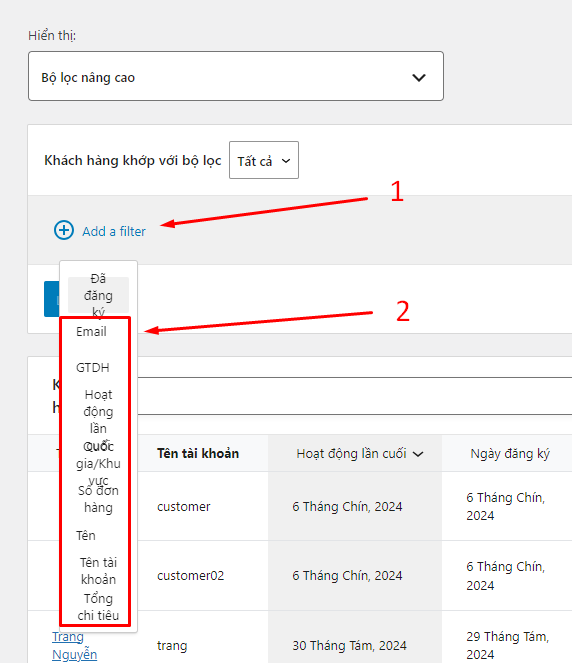 Hiển thị:
Bộ lọc nâng cao
Khách hàng khớp với bộ lọc
Tất cả
1
Add a filter
Đã
đăng
ký
2
Email
GTDH
Hoạt
động
lần
cuối
Quốc
gia/Khu
vực
Số đơn
hàng
Tên
Tên tài
khoản
Tổng
chi tiêu
Tên tài khoản
Hoạt động lần cuối
Ngày đăng ký
customer
6 Tháng Chín, 2024
6 Tháng Chín,
2024
customer02
6 Tháng Chín, 2024
6 Tháng Chín,
2024
Trang
Nguyễn
trang
30 Tháng Tám, 2024
29 Tháng Tám,
2024